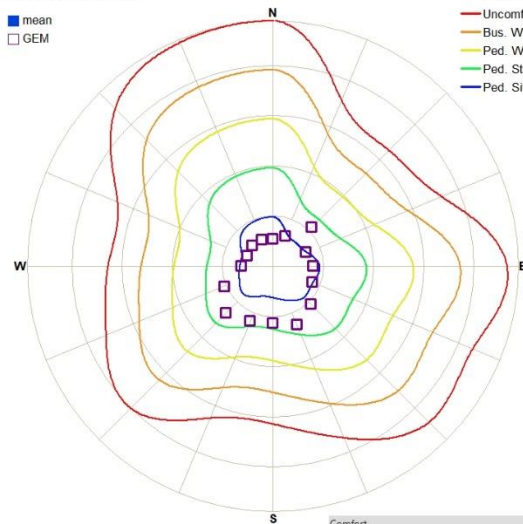 mean
GEM
N
Uncomf
Bus. W
Ped. W
Ped. St
Ped. Si
W
E
S
Comfort